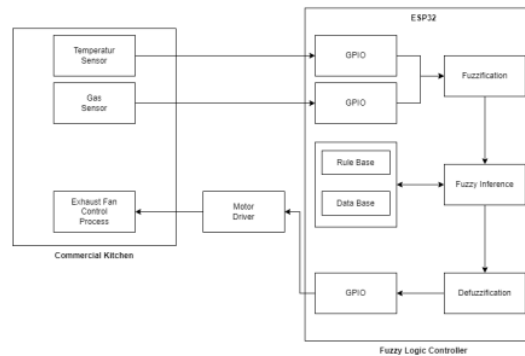 ESP32
Temperatur
Sensor
GPIO
Fuzzification
Gas
Sensor
GPIO
Rule Base
Data Base
Fuzzy Inference
Exhaust Fan
Control
Process
Motor
Driver
GPIO
Defuzzification
Commercial Kitchen
Fuzzy Logic Controller